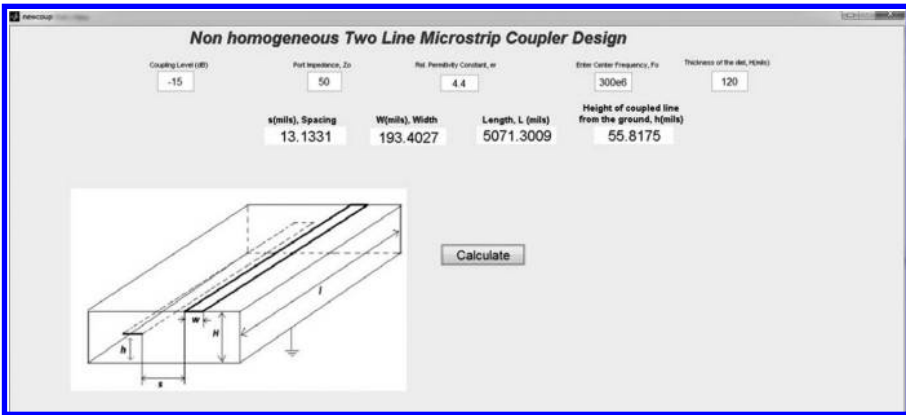 newcoup
Non homogeneous Two Line Microstrip Coupler Design
Coupling Level (dB) Port Impedance, Zo Rel. Permitivity Constant, er Enter Center Frequency, Fo Thickness of the diel, H(mils)
-15 50 4.4 300e6 120
s(mils), Spacing W(mils), Width Length, L (mils) Height of coupled line
from the ground, h(mils)
13.1331 193.4027 5071.3009 55.8175
Calculate
l
w
H
h
s